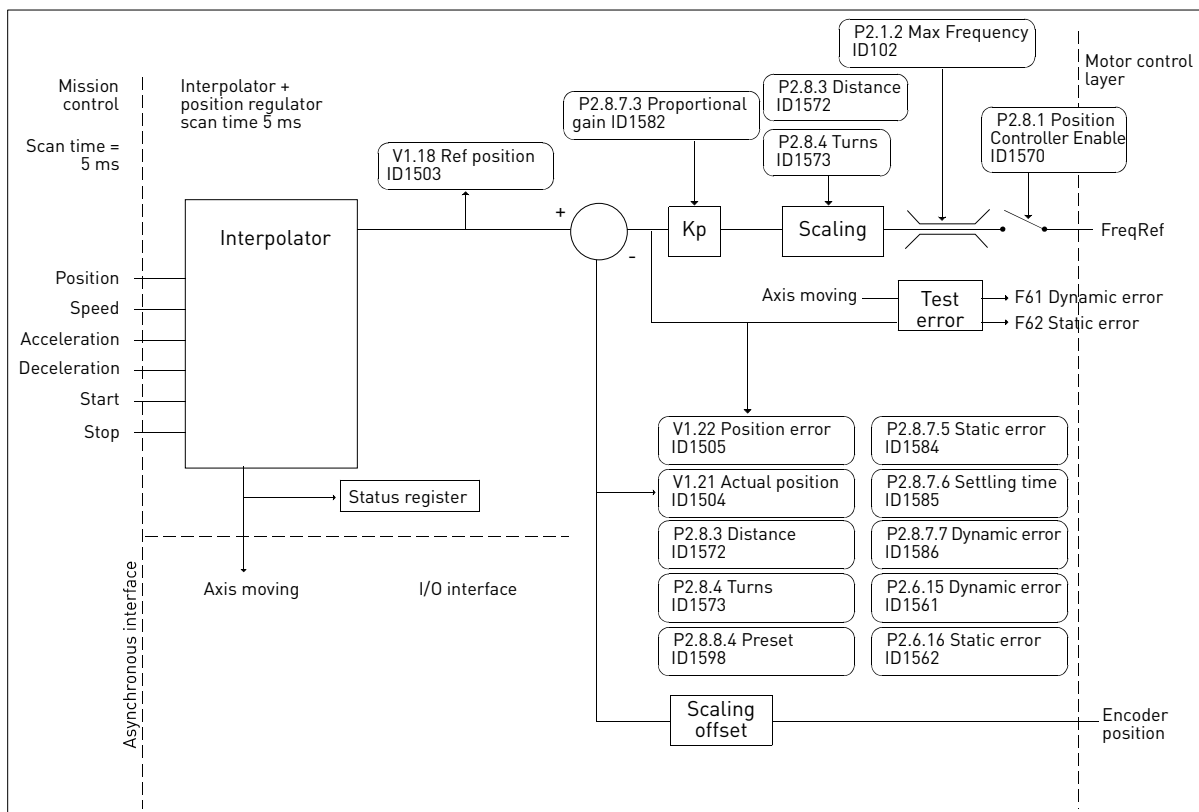 Mission
control
Scan time =
5 ms
Interpolator +
position regulator
scan time 5 ms
V1.18 Ref position
ID1503
P2.8.7.3 Proportional
gain ID1582
P2.8.3 Distance
ID1572
P2.8.4 Turns
ID1573
P2.1.2 Max Frequency
ID102
Motor control
layer
P2.8.1 Position
Controller Enable
ID1570
Interpolator
+
-
Kp
Scaling
FreqRef
Position
Speed
Acceleration
Deceleration
Start
Stop
Axis moving
Test
error
F61 Dynamic error
F62 Static error
V1.22 Position error
ID1505
V1.21 Actual position
ID1504
P2.8.3 Distance
ID1572
P2.8.4 Turns
ID1573
P2.8.8.4 Preset
ID1598
P2.8.7.5 Static error
ID1584
P2.8.7.6 Settling time
ID1585
P2.8.7.7 Dynamic error
ID1586
P2.6.15 Dynamic error
ID1561
P2.6.16 Static error
ID1562
Status register
Axis moving
I/O interface
Asynchronous interface
Scaling
offset
Encoder
position